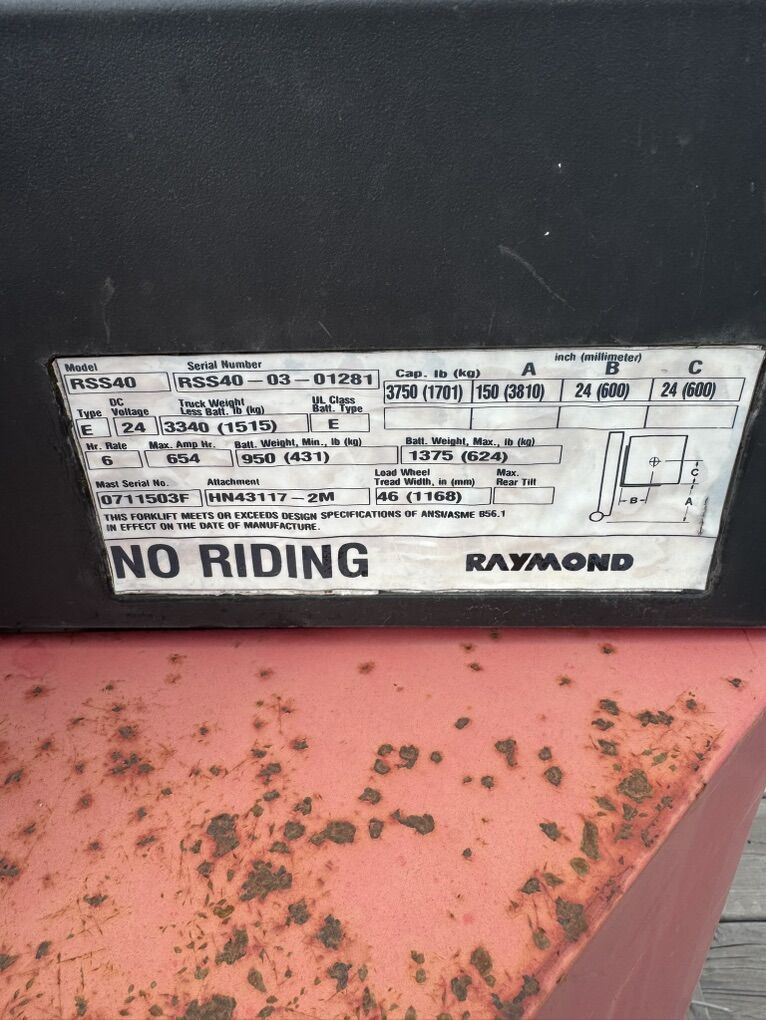 Model Serial Number Cap. lb (kg) A inch (millimeter) B C
RSS40 RSS40-03-01281 3750 (1701) 150 (3810) 24 (600) 24 (600)
Type DC Voltage Truck Weight Less Batt. lb (kg) UL Class Batt. Type
E 24 3340 (1515) E
Hr. Rate Max. Amp Hr. Batt. Weight, Min., lb (kg) Batt. Weight, Max., lb (kg)
6 654 950 (431) 1375 (624)
Mast Serial No. Attachment Load Wheel Tread Width, in (mm) Max. Rear Tilt
0711503F HN43117-2M 46 (1168)
C
B A
THIS FORKLIFT MEETS OR EXCEEDS DESIGN SPECIFICATIONS OF ANSI/ASME B56.1
IN EFFECT ON THE DATE OF MANUFACTURE.
NO RIDING RAYMOND